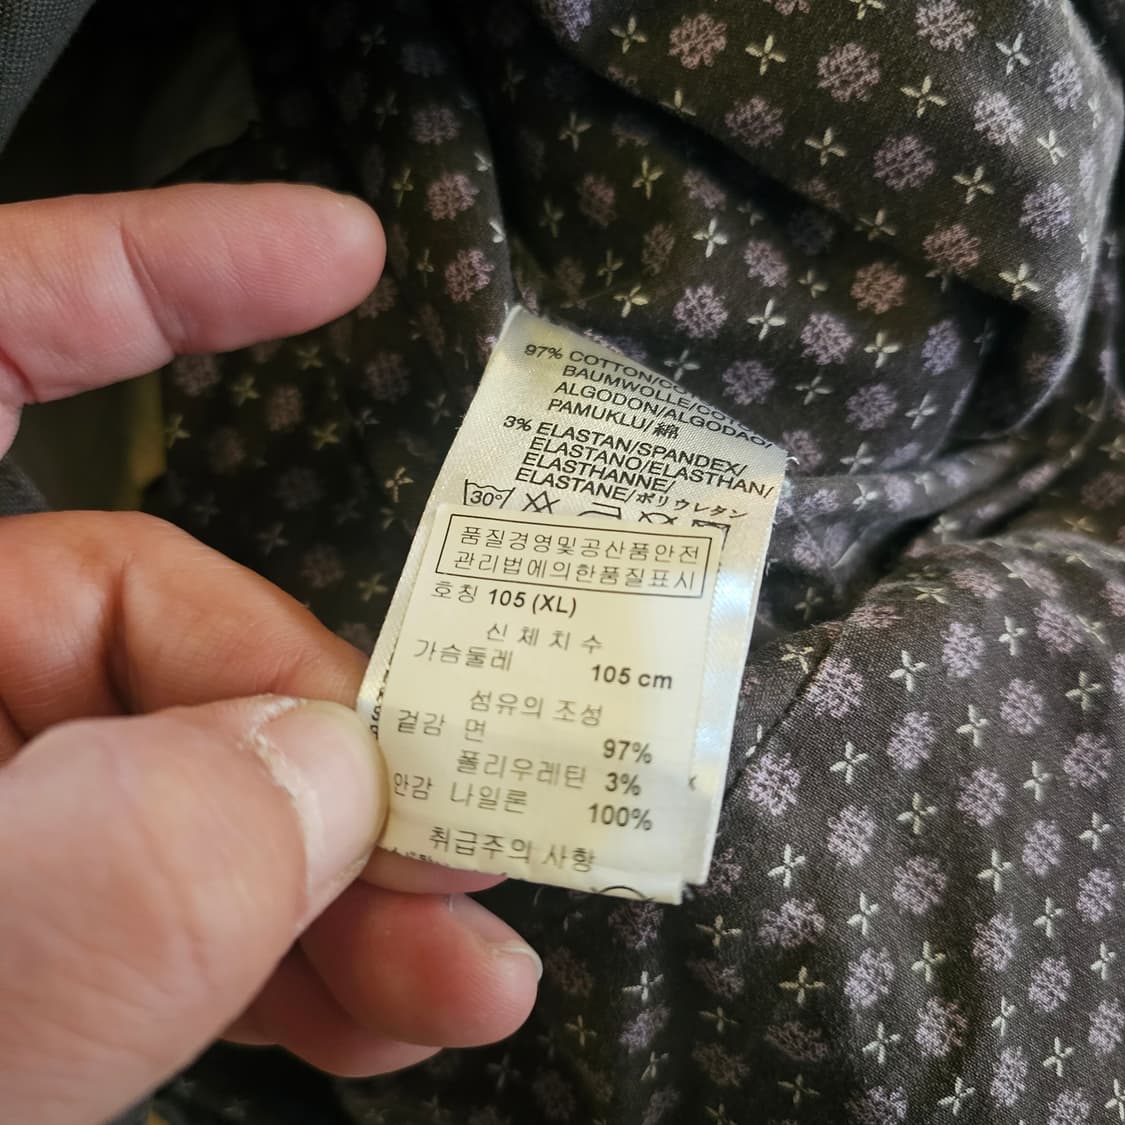 97% COTTON/
BAUMWOLLE/COTO
ALGODON/ALGODAO/
PAMUKLU/綿
3% ELASTAN/SPANDEX/
ELASTANO/ELASTHAN/
ELASTHANNE/
ELASTANE/ポリウレタン
30°
품질경영및공산품안전
관리법에의한품질표시
호칭 105 (XL)
신체치수
가슴둘레 105 cm
섬유의 조성
겉감 면 97%
폴리우레틴 3%
안감 나일론 100%
취급주의 사항